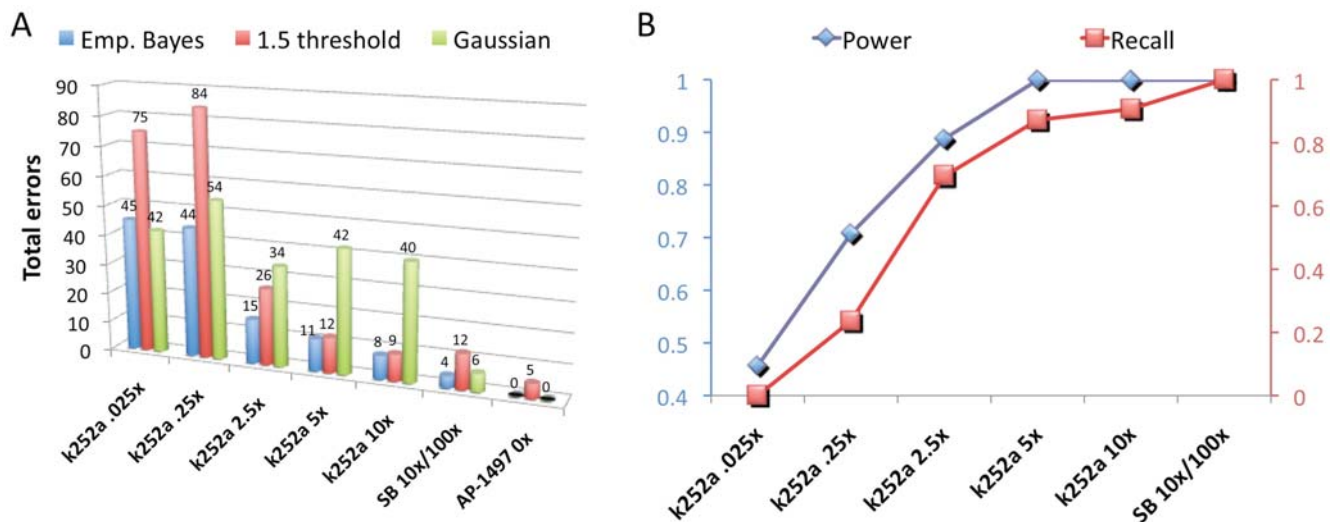 A
Emp. Bayes 1.5 threshold Gaussian
Total errors
90
80
70
60
50
40
30
20
10
0
75
45
42
84
44
54
15
26
34
11
12
42
8
9
40
4
12
6
0
5
0
k252a .025x
k252a .25x
k252a 2.5x
k252a 5x
k252a 10x
SB 10x/100x
AP-1497 0x
B
Power Recall
1
0.9
0.8
0.7
0.6
0.5
0.4
1
0.8
0.6
0.4
0.2
0
k252a .025x
k252a .25x
k252a 2.5x
k252a 5x
k252a 10x
SB 10x/100x